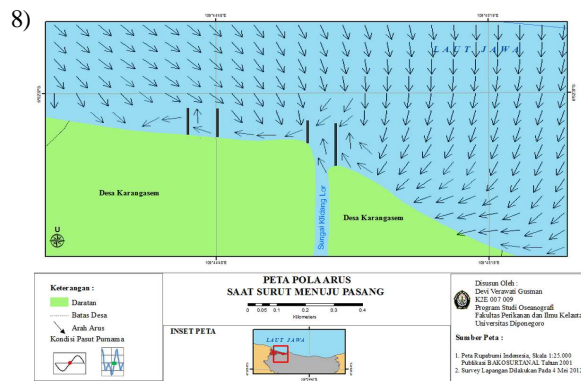 8)
LAUT JAWA
Desa Karangasem
Sungai Klidang Lor
Desa Karangasem
U
Keterangan :
Daratan
Batas Desa
Arah Arus
Kondisi Pasut Purnama
PETA POLA ARUS
SAAT SURUT MENUJU PASANG
0 0.05 0.1 0.2 0.3 0.4
Kilometers
INSET PETA
LAUT JAWA
Disusun Oleh :
Devi Verawati Gusman
K2E 007 009
Program Studi Oseanografi
Fakultas Perikanan dan Ilmu Kelauta
Universitas Diponegoro
Sumber Peta :
1. Peta Rupabumi Indonesia, Skala 1:25.000
Publikasi BAKOSURTANAL Tahun 2001
2. Survey Lapangan Dilakukan Pada 4 Mei 2012